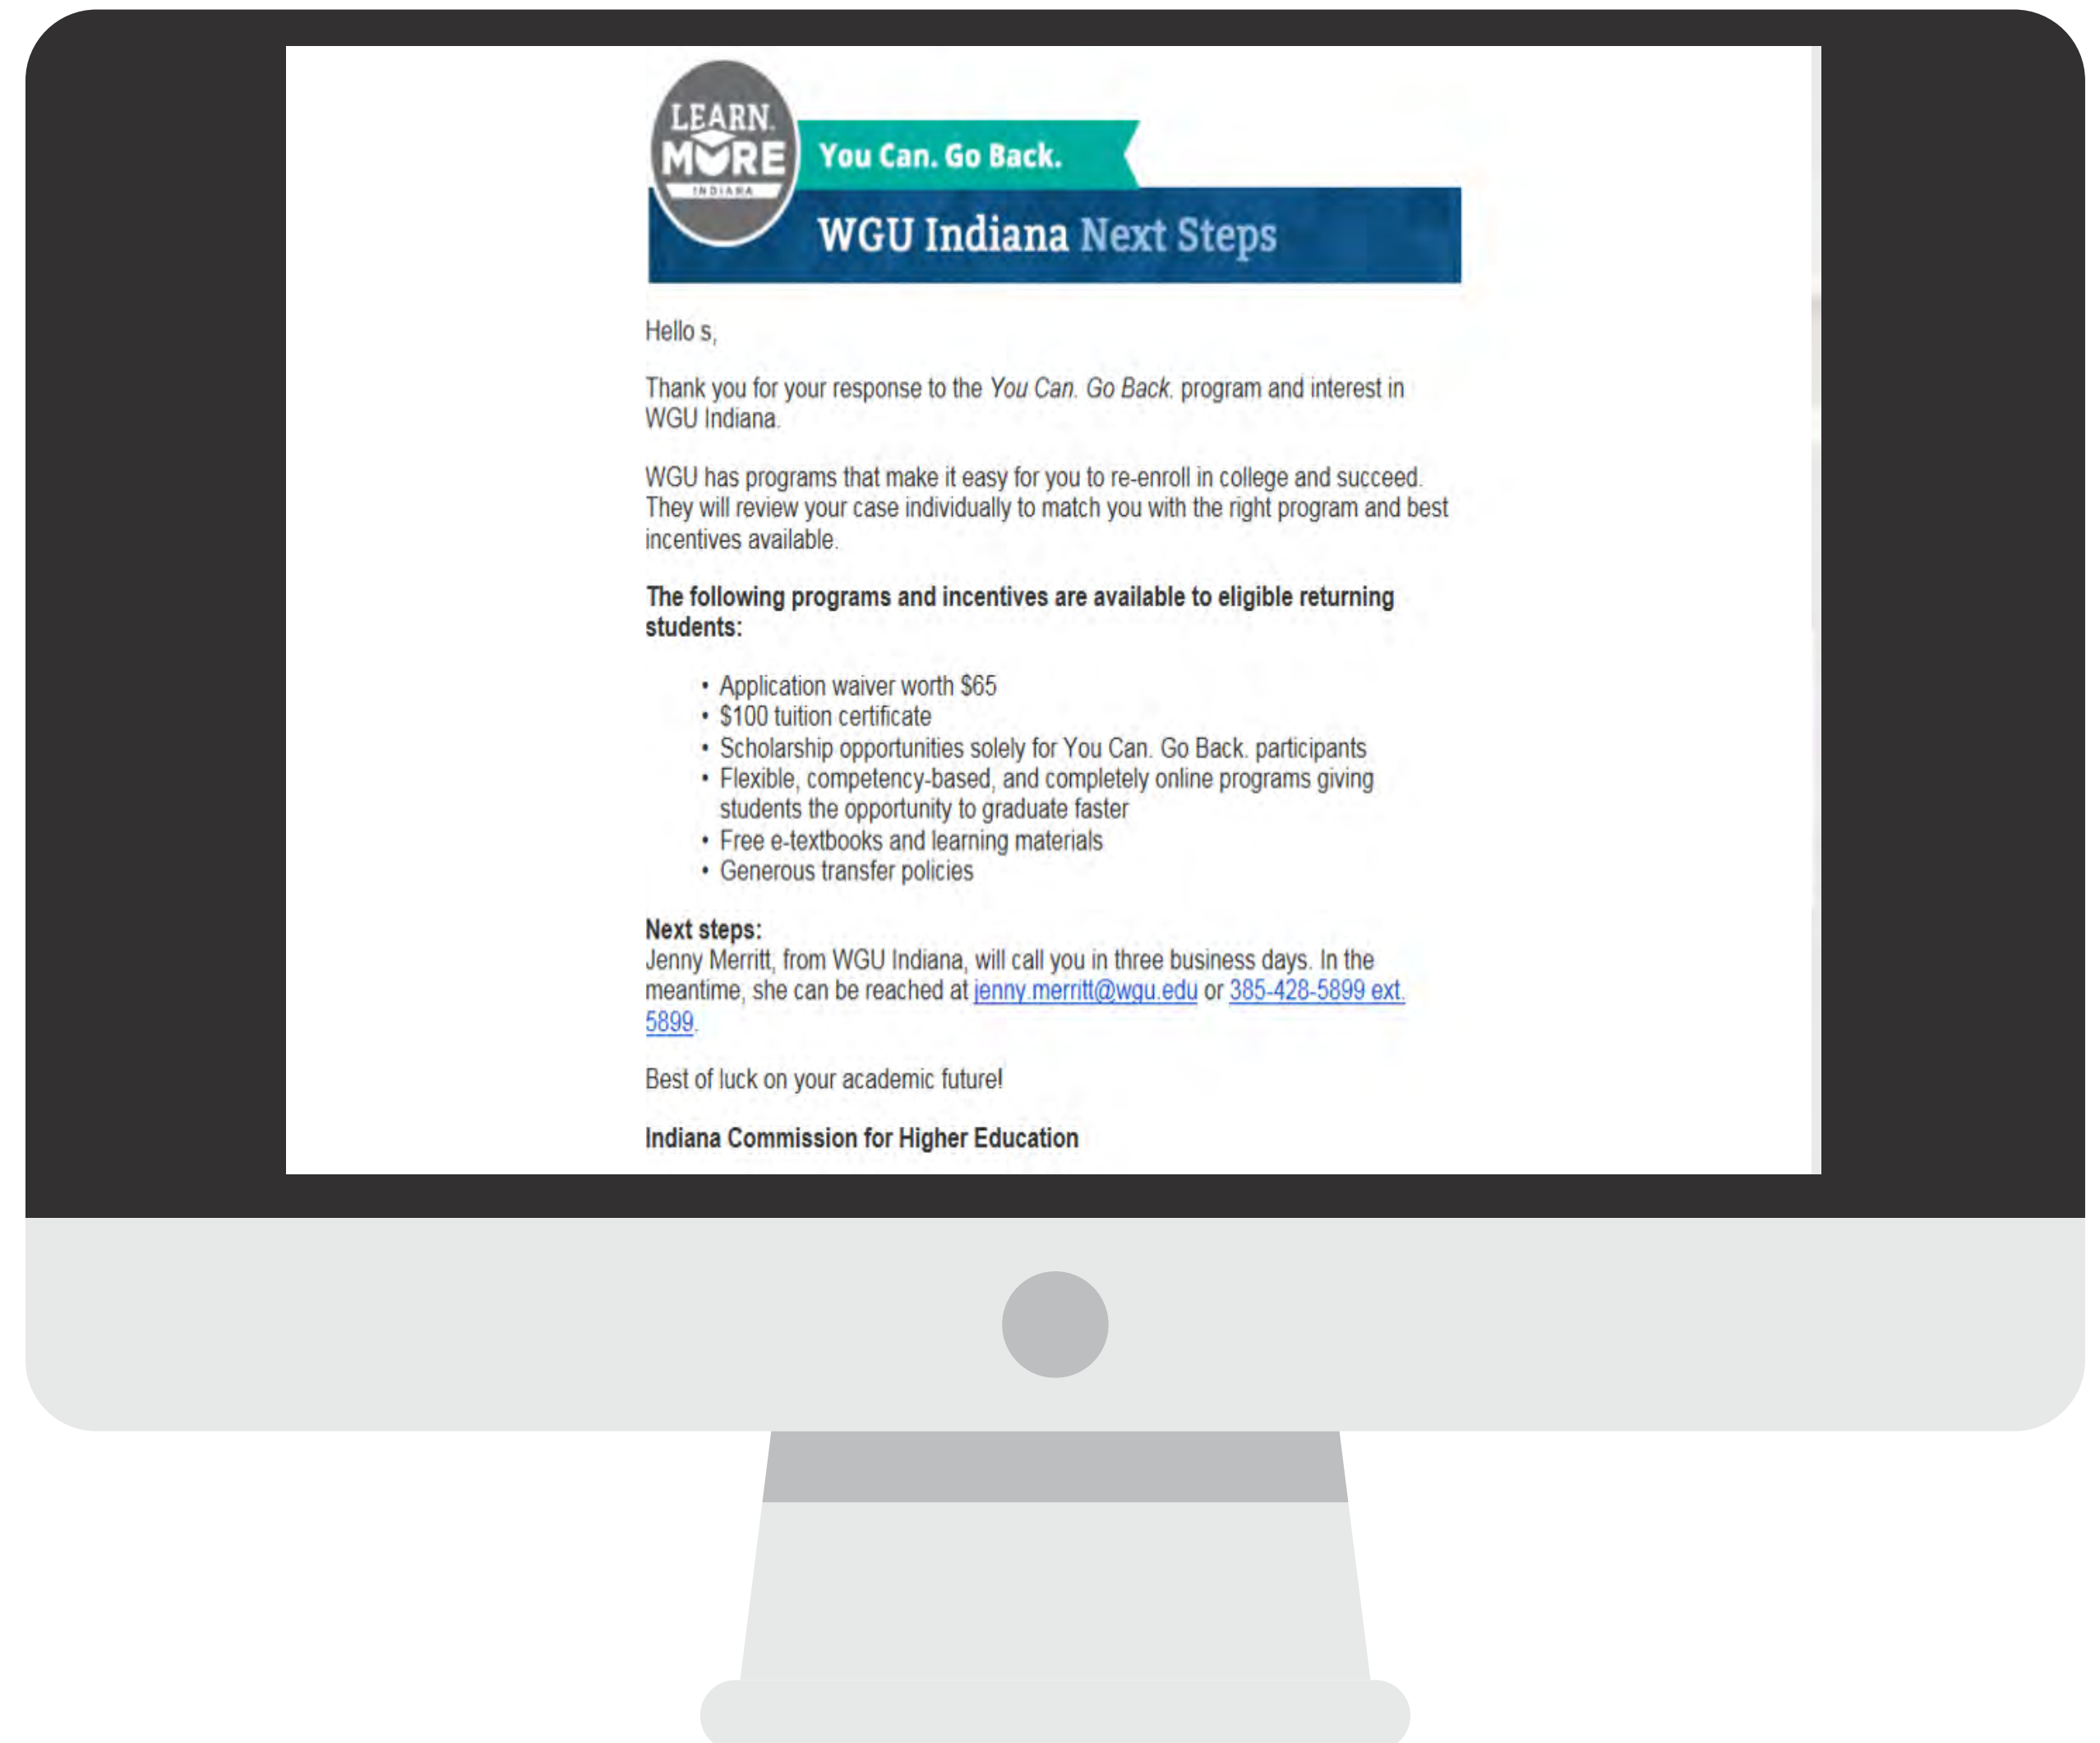 LEARN.
MORE
INDIANA
You Can. Go Back.
WGU Indiana Next Steps
Hello s,
Thank you for your response to the You Can. Go Back. program and interest in
WGU Indiana.
WGU has programs that make it easy for you to re-enroll in college and succeed.
They will review your case individually to match you with the right program and best
incentives available.
The following programs and incentives are available to eligible returning
students:
• Application waiver worth $65
• $100 tuition certificate
• Scholarship opportunities solely for You Can. Go Back. participants
• Flexible, competency-based, and completely online programs giving
students the opportunity to graduate faster
• Free e-textbooks and learning materials
• Generous transfer policies
Next steps:
Jenny Merritt, from WGU Indiana, will call you in three business days. In the
meantime, she can be reached at jenny.merritt@wgu.edu or 385-428-5899 ext.
5899.
Best of luck on your academic future!
Indiana Commission for Higher Education